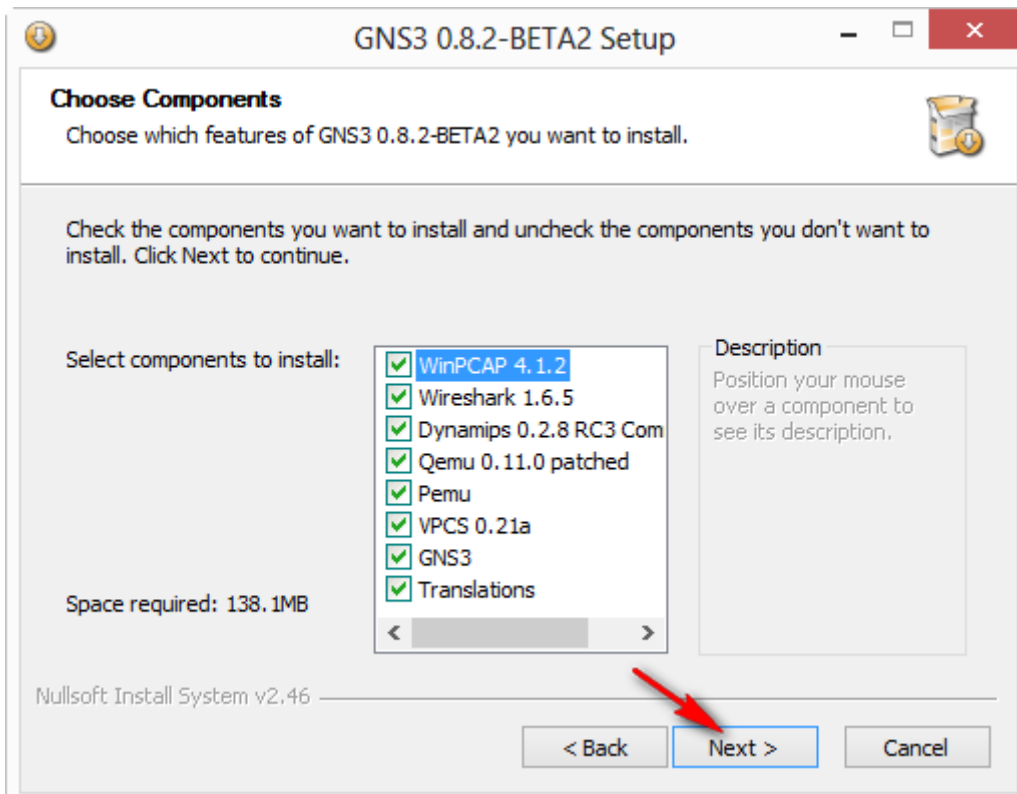 GNS3 0.8.2-BETA2 Setup
Choose Components
Choose which features of GNS3 0.8.2-BETA2 you want to install.
Check the components you want to install and uncheck the components you don't want to
install. Click Next to continue.
Select components to install:
WinPCAP 4.1.2
Wireshark 1.6.5
Dynamips 0.2.8 RC3 Com
Qemu 0.11.0 patched
Pemu
VPCS 0.21a
GNS3
Translations
Description
Position your mouse
over a component to
see its description.
Space required: 138.1MB
Nullsoft Install System v2.46
< Back
Next >
Cancel